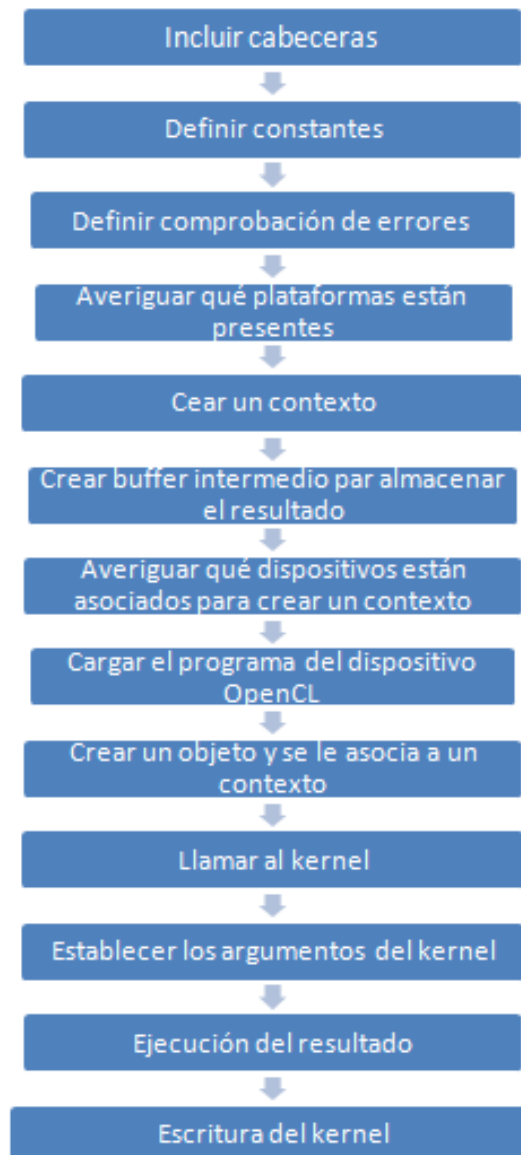 Incluir cabeceras
Definir constantes
Definir comprobación de errores
Averiguar qué plataformas están
presentes
Cear un contexto
Crear buffer intermedio par almacenar
el resultado
Averiguar qué dispositivos están
asociados para crear un contexto
Cargar el programa del dispositivo
OpenCL
Crear un objeto y se le asocia a un
contexto
Llamar al kernel
Establecer los argumentos del kernel
Ejecución del resultado
Escritura del kernel